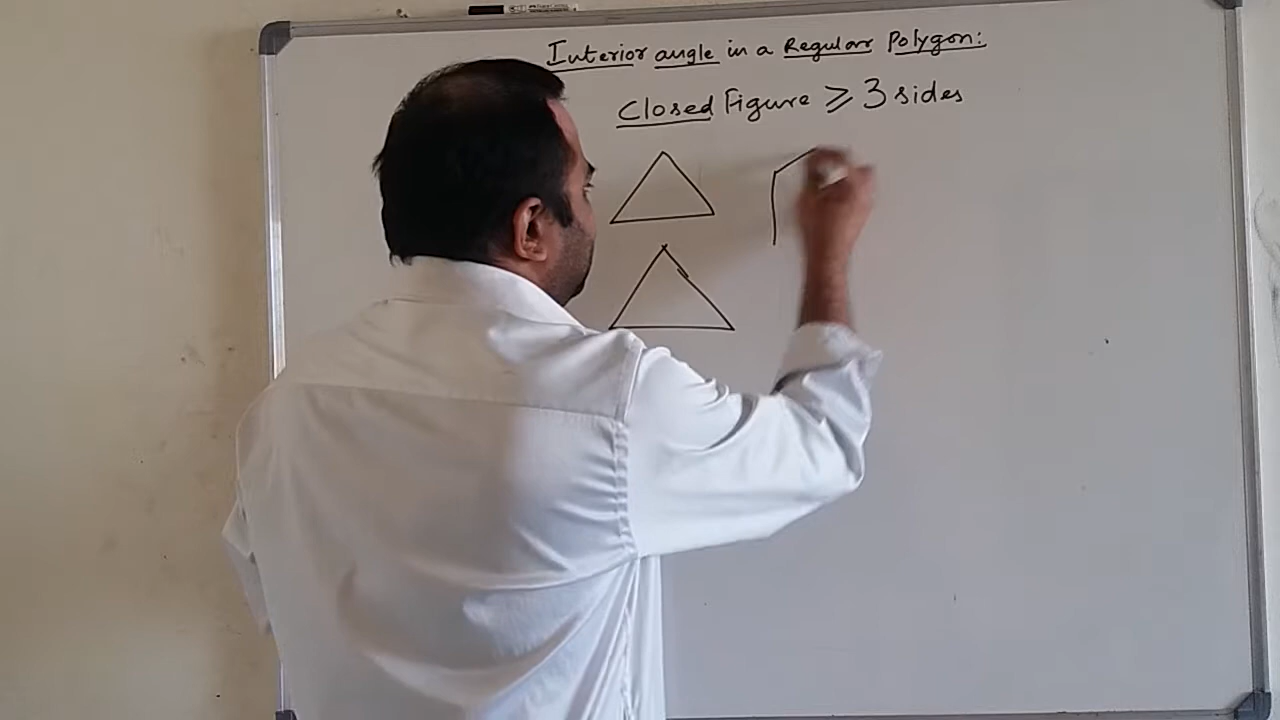 Interior angle in a Regular Polygon:
Closed Figure ⩾ 3 sides